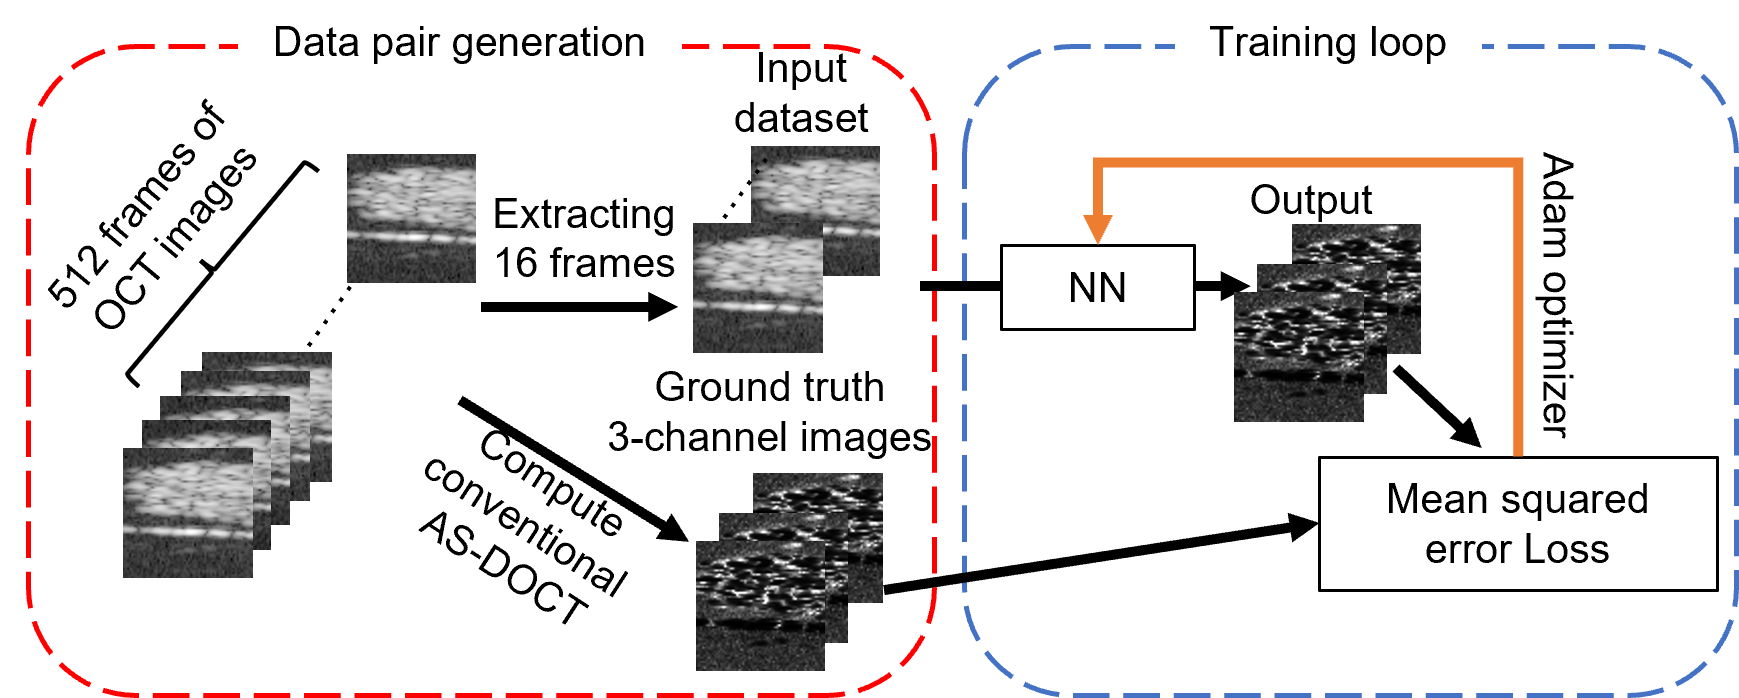 Data pair generation
512 frames of
OCT images
Extracting
16 frames
Input
dataset
Compute
conventional
AS-DOCT
Ground truth
3-channel images
Training loop
NN
Output
Adam optimizer
Mean squared
error Loss